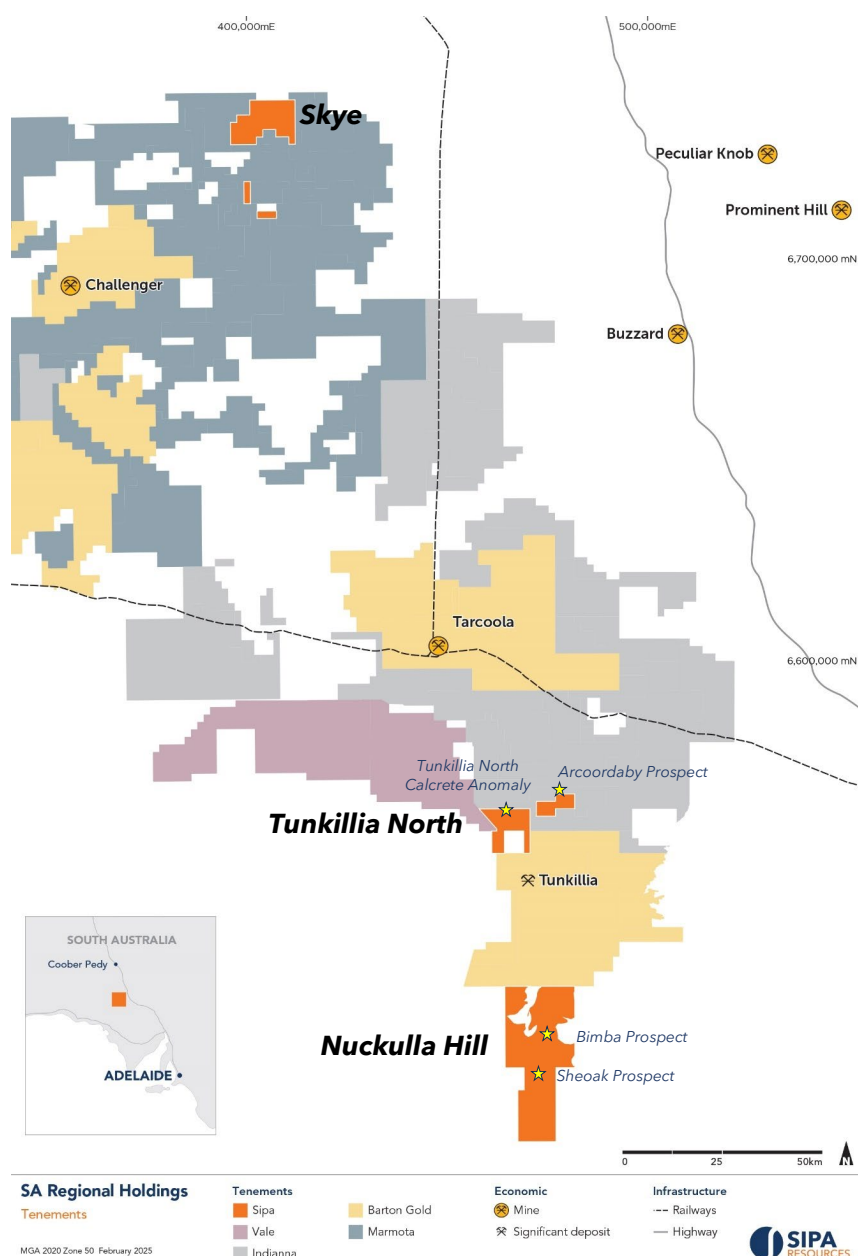 400,000mE
500,000mE
Skye
Peculiar Knob
Prominent Hill
6,700,000 mN
Challenger
Buzzard
Tarcoola
6,600,000 mN
Tunkillia North
Calcrete Anomaly
Arcoordaby Prospect
Tunkillia North
Tunkillia
SOUTH AUSTRALIA
Coober Pedy
ADELAIDE
Nuckulla Hill
Bimba Prospect
Sheoak Prospect
0 25 50km
N
SA Regional Holdings
Tenements
MGA 2020 Zone 50 February 2025
Tenements
Sipa
Vale
Indianna
Barton Gold
Marmota
Economic
Mine
Significant deposit
Infrastructure
Railways
Highway
SIPA
RESOURCES